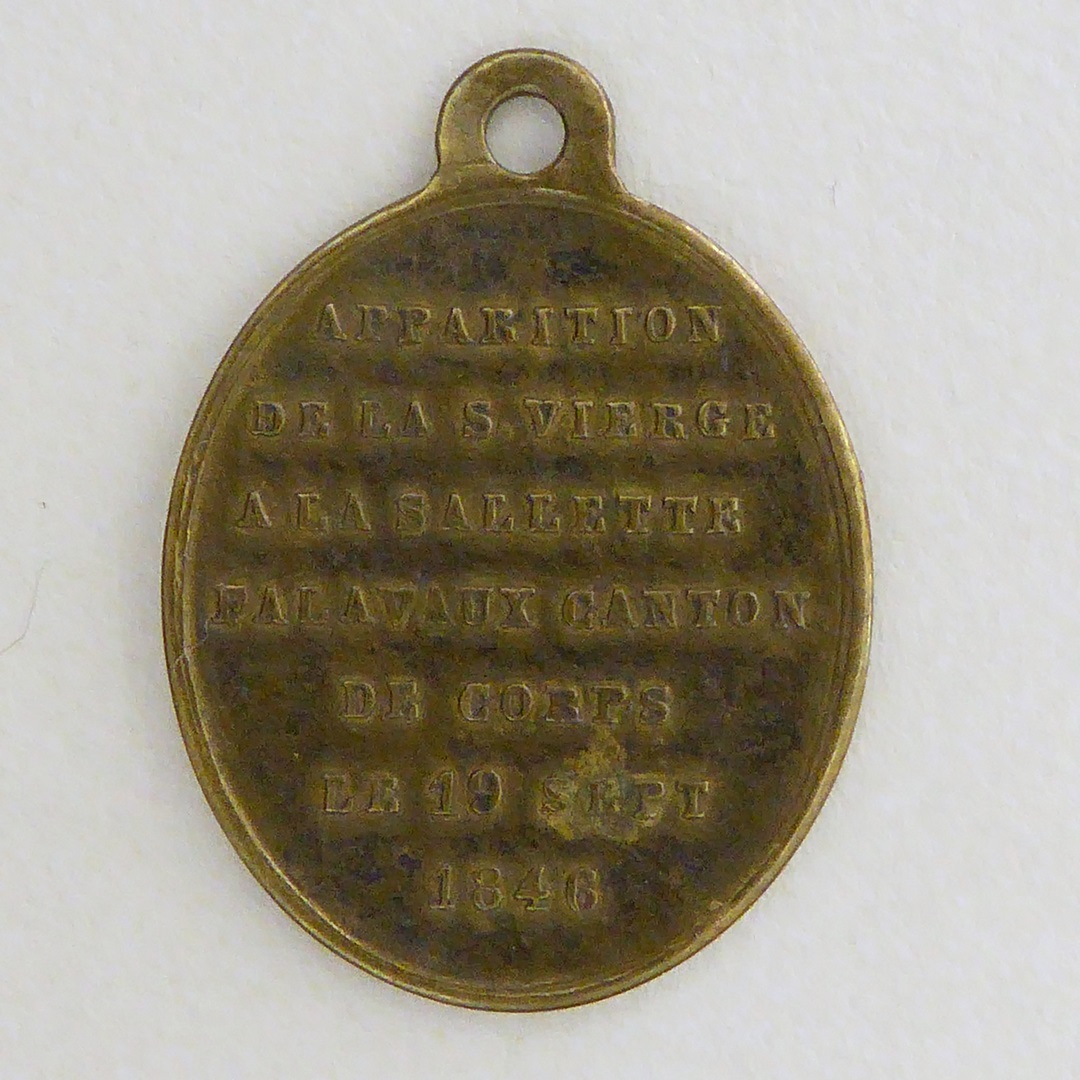 APPARITION
DE LA S. VIERGE
A LA SALLETTE
FALAVAUX CANTON
DE CORPS
LE 19 SEPT
1846